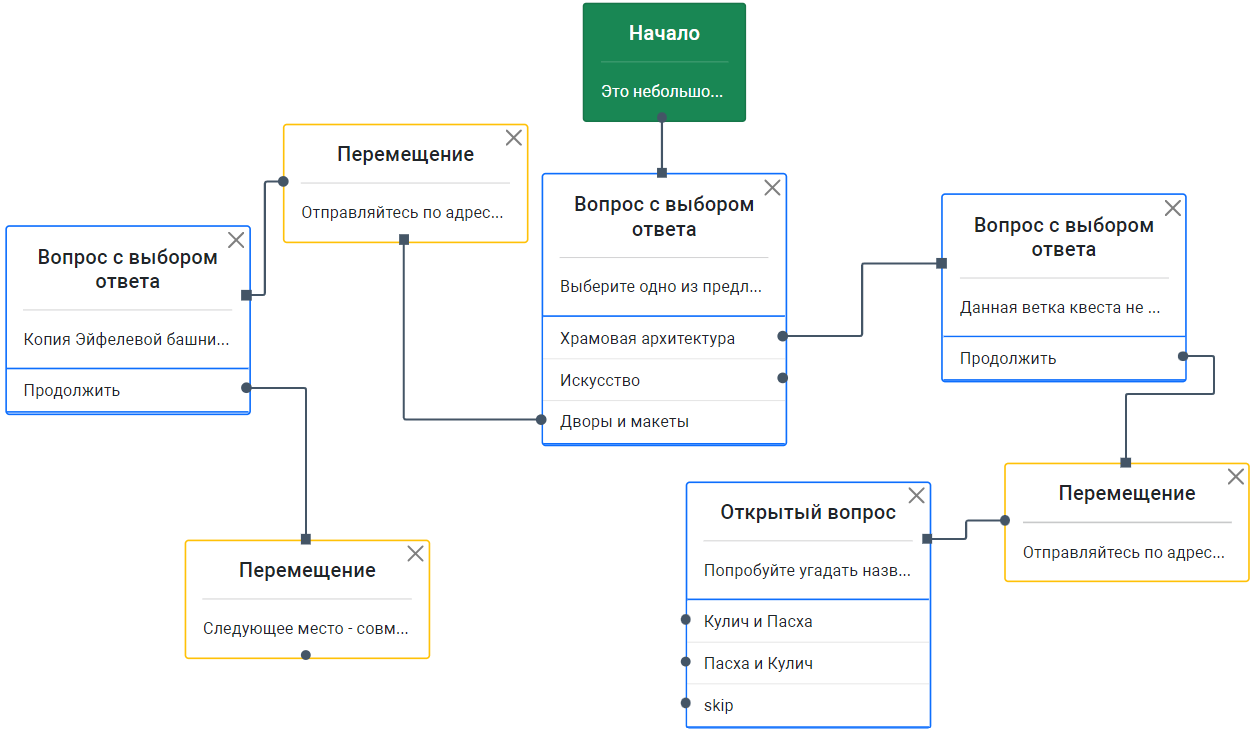 Начало
Это небольшо...
Перемещение
Отправляйтесь по адрес...
Вопрос с выбором
ответа
Выберите одно из предл...
Храмовая архитектура
Искусство
Дворы и макеты
Вопрос с выбором
ответа
Данная ветка квеста не ...
Продолжить
Вопрос с выбором
ответа
Копия Эйфелевой башни...
Продолжить
Перемещение
Отправляйтесь по адрес...
Открытый вопрос
Попробуйте угадать назв...
Кулич и Пасха
Пасха и Кулич
skip
Перемещение
Следующее место - совм...